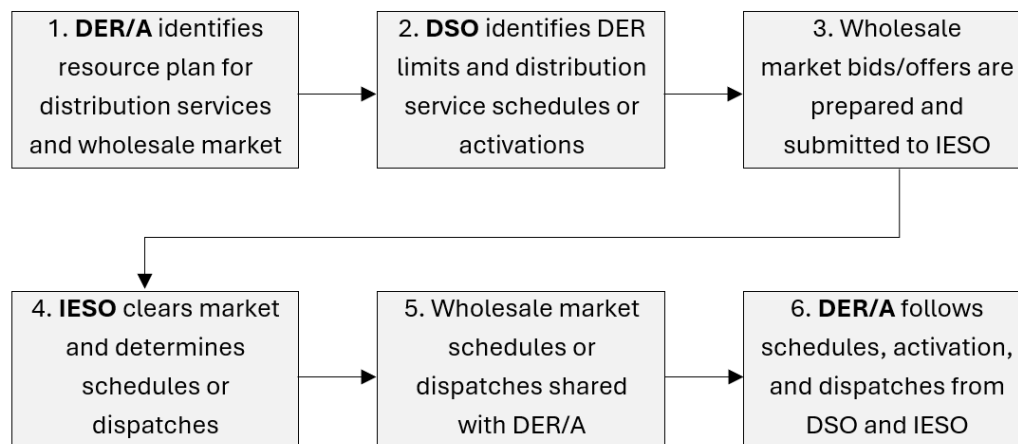 1. DER/A identifies
resource plan for
distribution services
and wholesale market
2. DSO identifies DER
limits and distribution
service schedules or
activations
3. Wholesale
market bids/offers are
prepared and
submitted to IESO
4. IESO clears market
and determines
schedules or
dispatches
5. Wholesale market
schedules or
dispatches shared
with DER/A
6. DER/A follows
schedules, activation,
and dispatches from
DSO and IESO